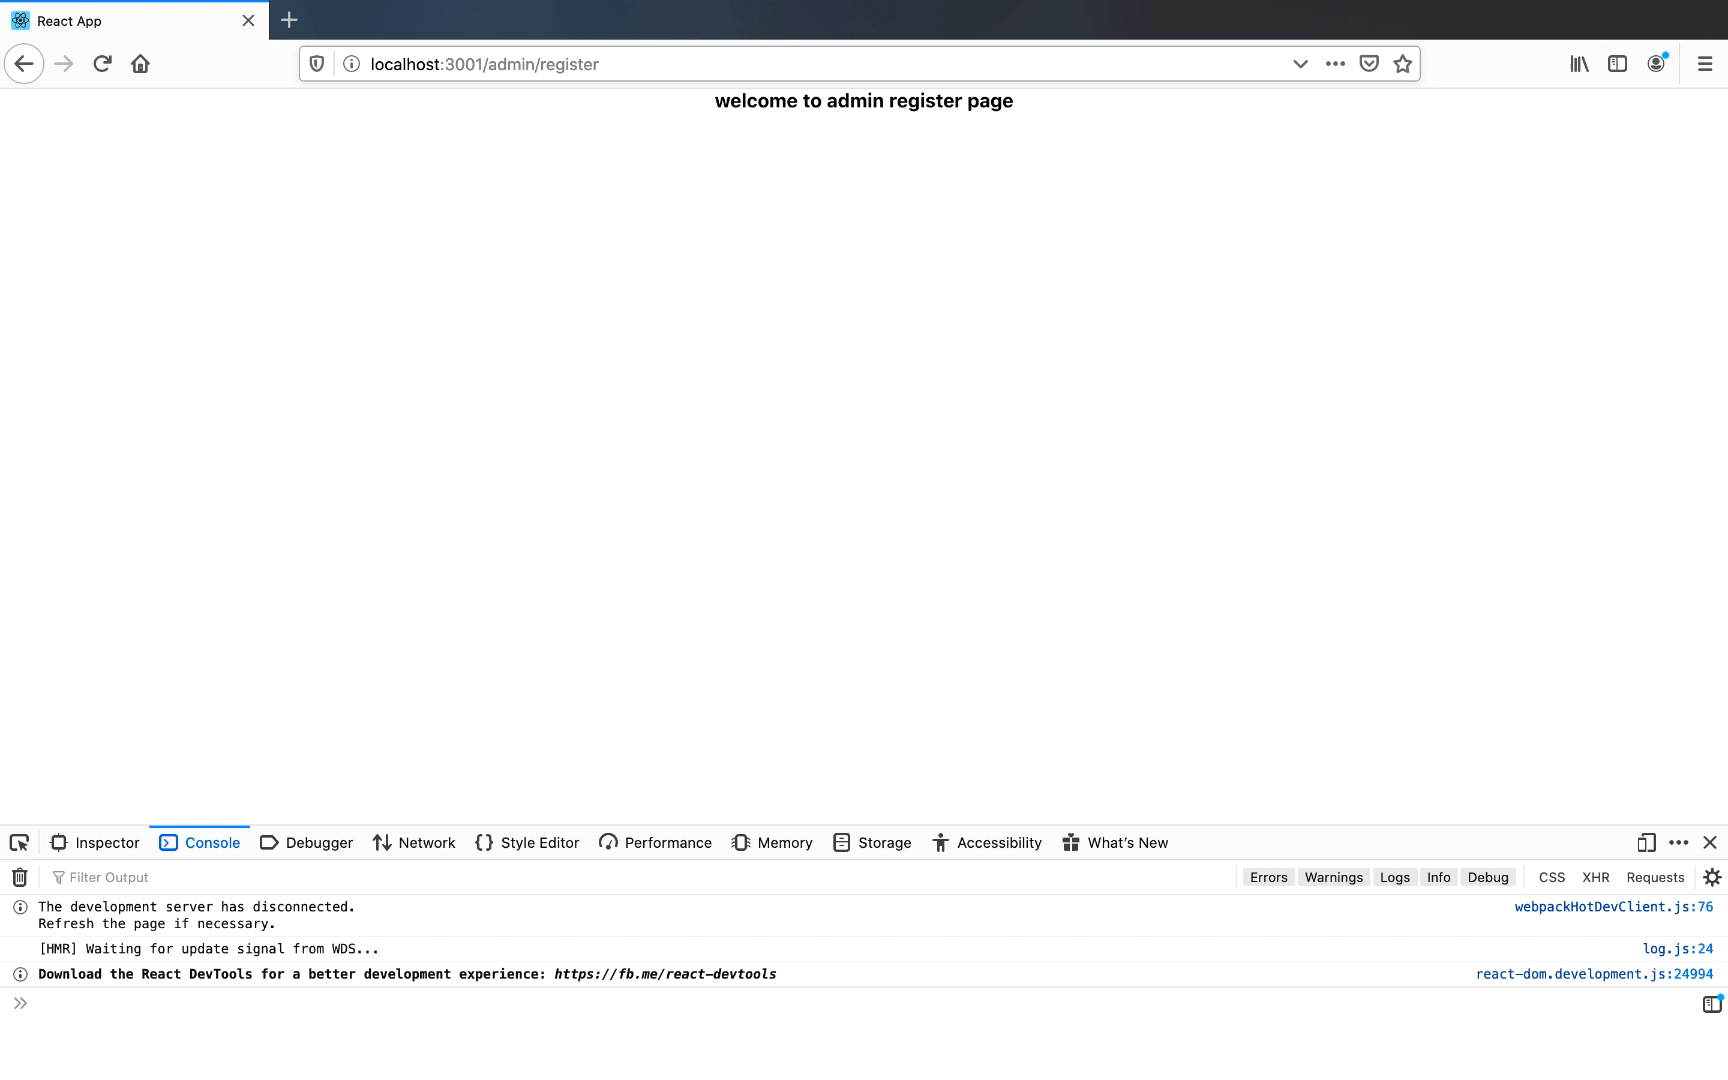 React App
localhost:3001/admin/register
welcome to admin register page
Inspector Console Debugger Network Style Editor Performance Memory Storage Accessibility What's New
Filter Output Errors Warnings Logs Info Debug CSS XHR Requests
The development server has disconnected. webpackHotDevClient.js:76
Refresh the page if necessary.
[HMR] Waiting for update signal from WDS... log.js:24
Download the React DevTools for a better development experience: https://fb.me/react-devtools react-dom.development.js:24994